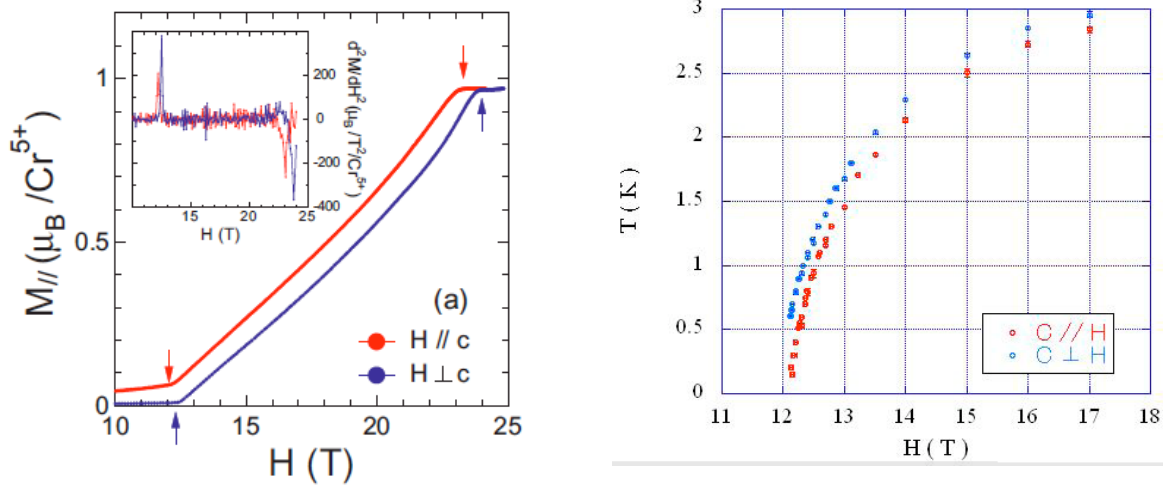 1
0.5
0
10
15
20
25
H (T)
M// (μB /Cr5+)
200
0
-200
-400
10
15
20
25
H (T)
d2M/dH2 (μB /T2/Cr5+)
(a)
H // c
H ⊥ c
3
2.5
2
1.5
1
0.5
0
11
12
13
14
15
16
17
18
H ( T )
T ( K )
C // H
C ⊥ H